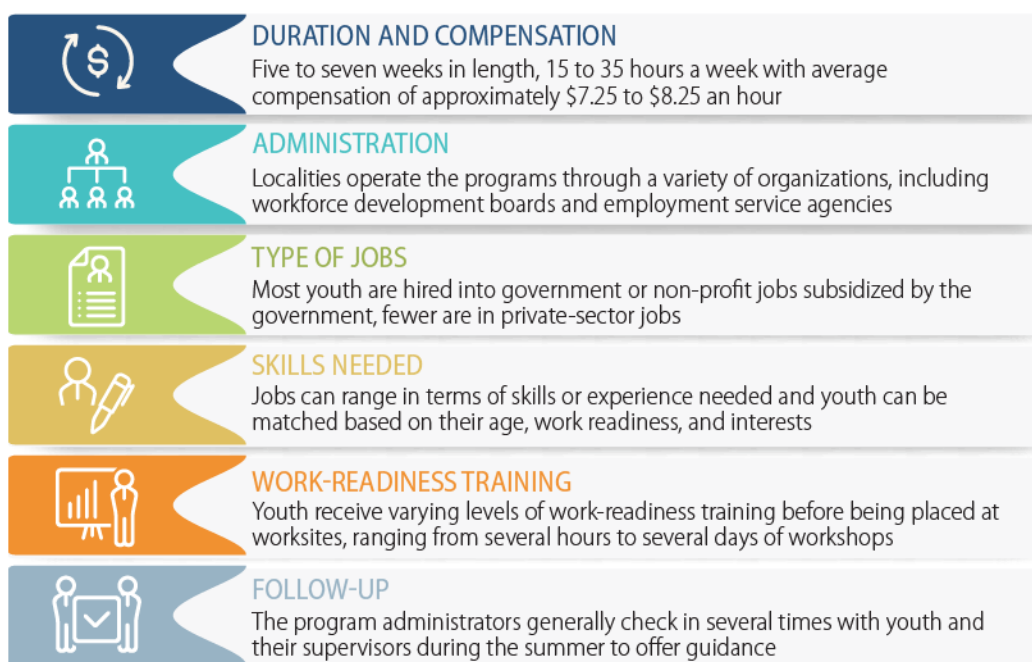 $
DURATION AND COMPENSATION
Five to seven weeks in length, 15 to 35 hours a week with average
compensation of approximately $7.25 to $8.25 an hour
ADMINISTRATION
Localities operate the programs through a variety of organizations, including
workforce development boards and employment service agencies
TYPE OF JOBS
Most youth are hired into government or non-profit jobs subsidized by the
government, fewer are in private-sector jobs
SKILLS NEEDED
Jobs can range in terms of skills or experience needed and youth can be
matched based on their age, work readiness, and interests
WORK-READINESS TRAINING
Youth receive varying levels of work-readiness training before being placed at
worksites, ranging from several hours to several days of workshops
FOLLOW-UP
The program administrators generally check in several times with youth and
their supervisors during the summer to offer guidance